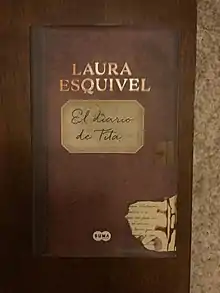 LAURA
ESQUIVEL
El diario
de Tita
SUMA